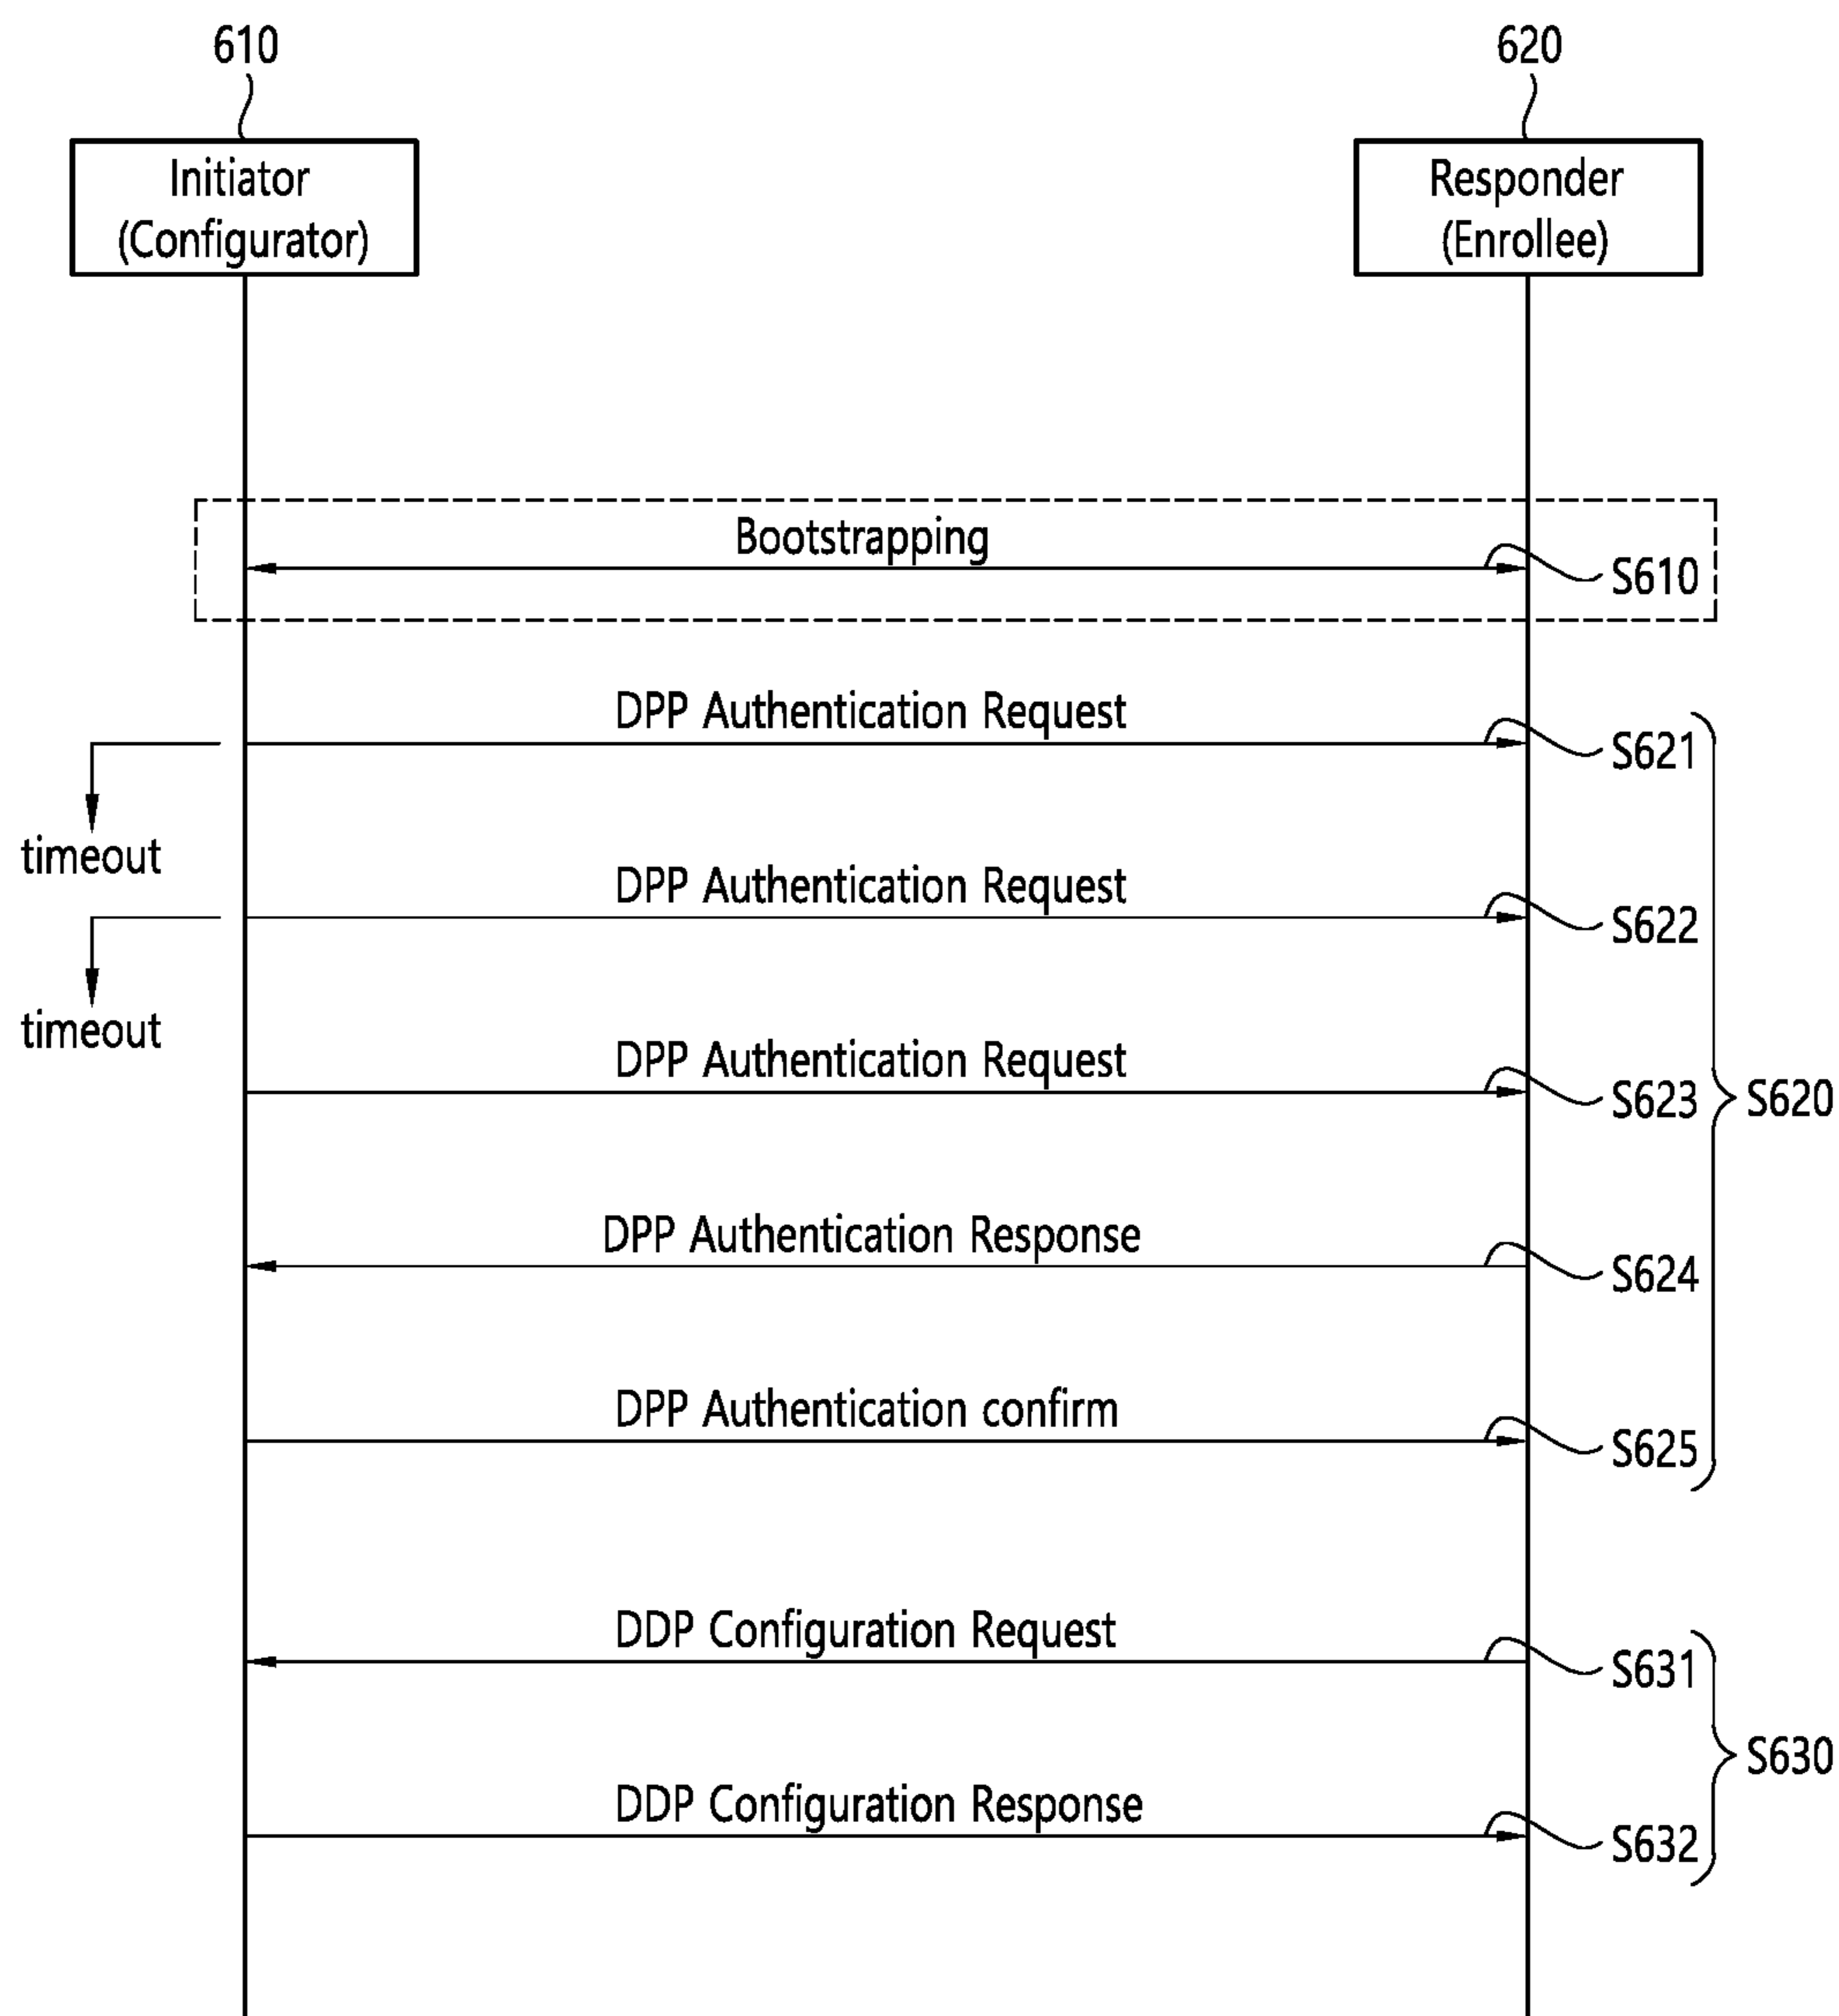 610
620
Initiator
(Configurator)
Responder
(Enrollee)
Bootstrapping
S610
DPP Authentication Request
S621
timeout
DPP Authentication Request
S622
timeout
DPP Authentication Request
S623
S620
DPP Authentication Response
S624
DPP Authentication confirm
S625
DDP Configuration Request
S631
S630
DDP Configuration Response
S632